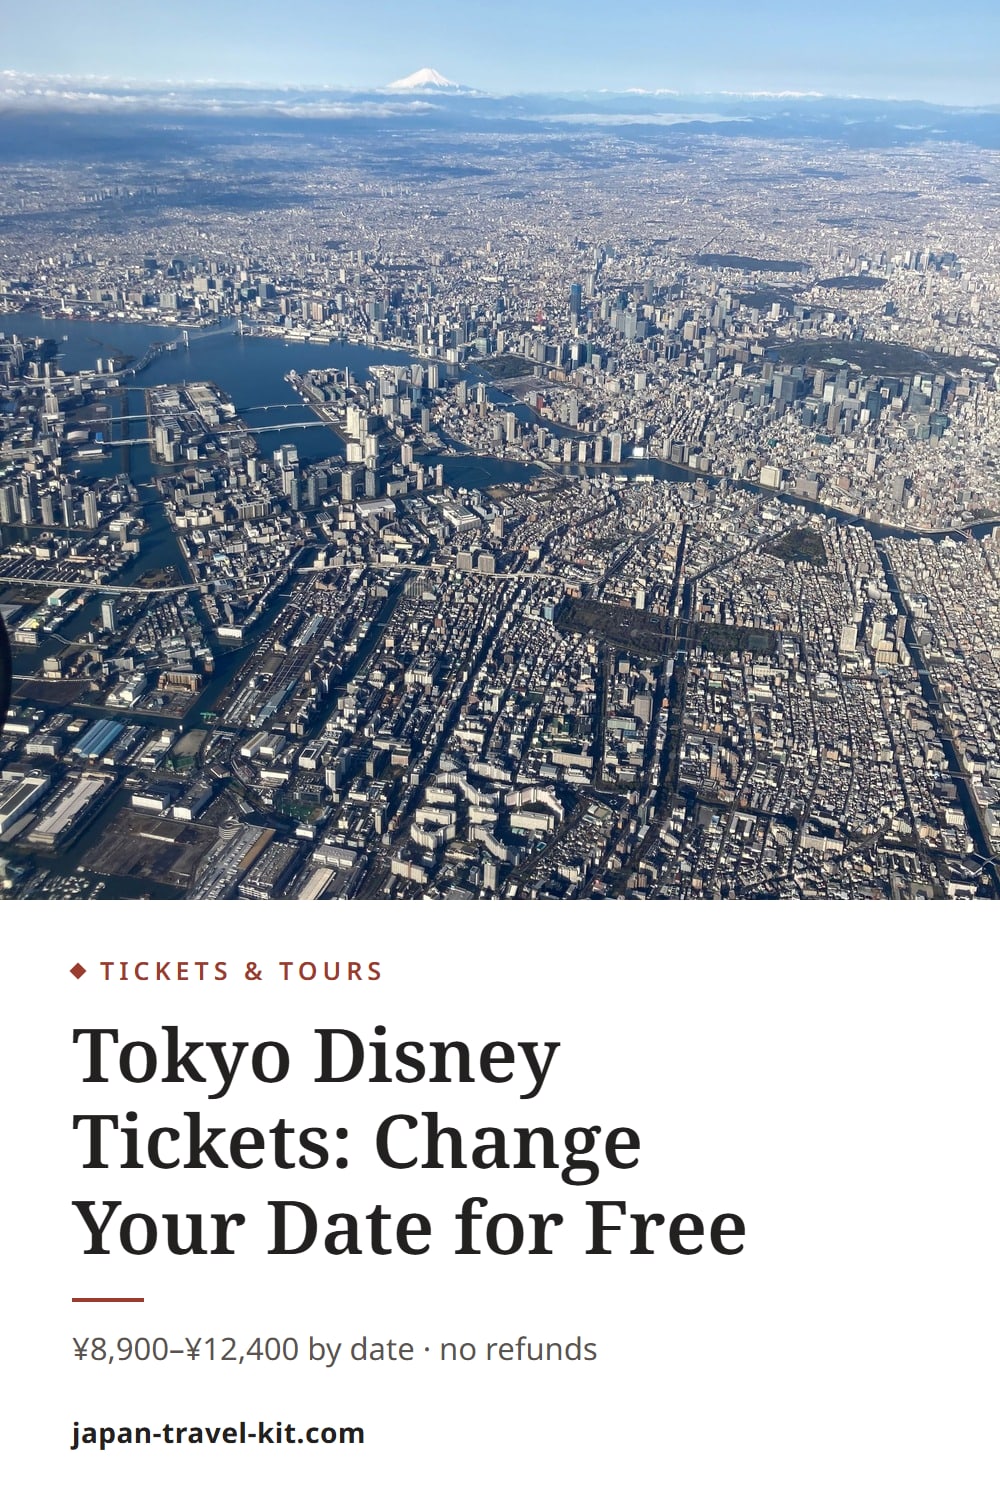 TICKETS & TOURS
Tokyo Disney
Tickets: Change
Your Date for Free
¥8,900–¥12,400 by date · no refunds
japan-travel-kit.com